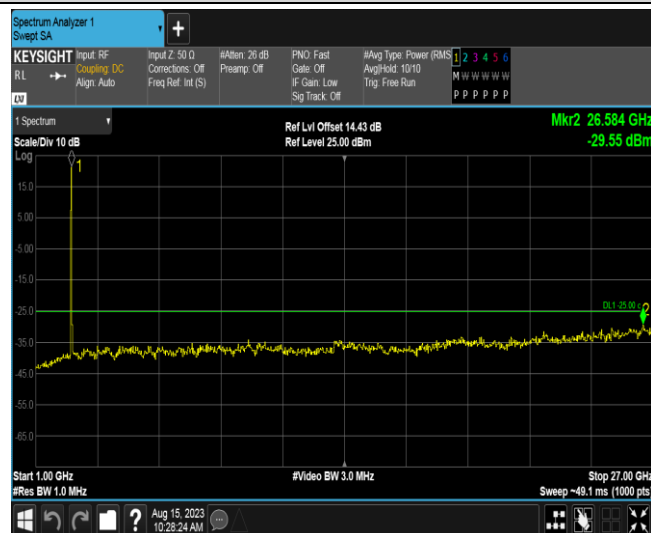 Spectrum Analyzer 1
Swept SA
+
KEYSIGHT Input: RF Input Z: 50 Ω #Atten: 26 dB PNO: Fast #Avg Type: Power (RMS 1 2 3 4 5 6
RL Coupling: DC Corrections: Off Preamp: Off Gate: Off Avg|Hold: 10/10 M W W W W W
Align: Auto Freq Ref: Int (S) IF Gain: Low Trig: Free Run
LXI Sig Track: Off P P P P P P
1 Spectrum Ref Lvl Offset 14.43 dB Mkr2 26.584 GHz
Scale/Div 10 dB Ref Level 25.00 dBm -29.55 dBm
Log
1
15.0
5.00
-5.00
-15.0
DL1 -25.00
2
-25.0
-35.0
-45.0
-55.0
-65.0
Start 1.00 GHz #Video BW 3.0 MHz Stop 27.00 GHz
#Res BW 1.0 MHz Sweep ~49.1 ms (1000 pts
? Aug 15, 2023
10:28:24 AM